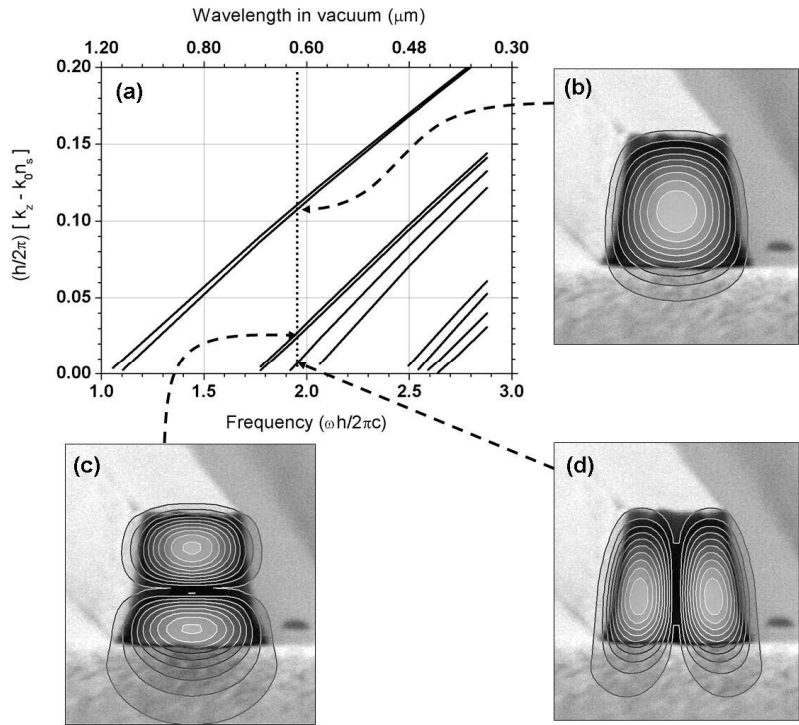 Wavelength in vacuum (μm)
1.20 0.80 0.60 0.48 0.30
(a)
(b)
0.20
0.15
0.10
0.05
0.00
(h/2π) [ k_z - k_0n_s ]
1.0 1.5 2.0 2.5 3.0
Frequency (ωh/2πc)
(c)
(d)